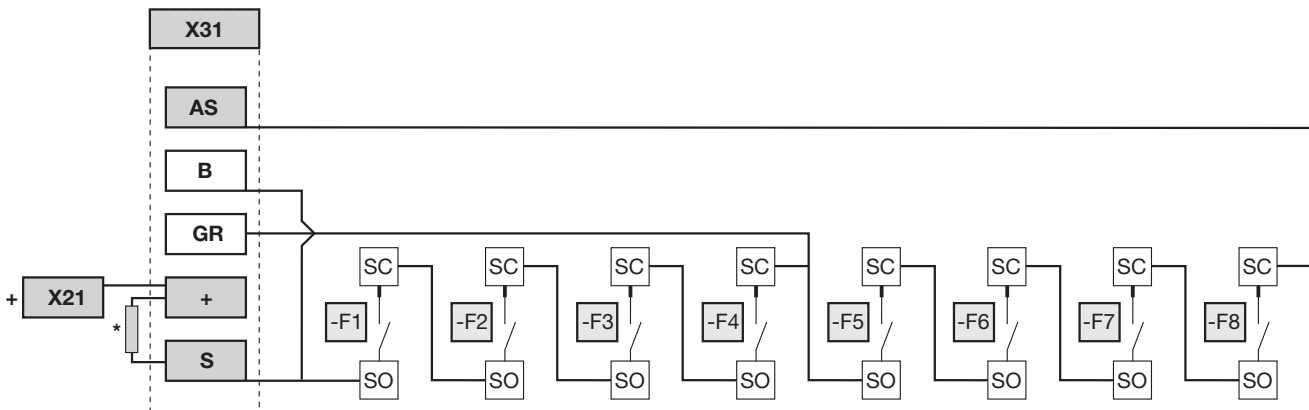 X31
AS
B
GR
SC SC SC SC SC SC SC SC
+ X21 +
-F1 -F2 -F3 -F4 -F5 -F6 -F7 -F8
*
S
SO SO SO SO SO SO SO SO